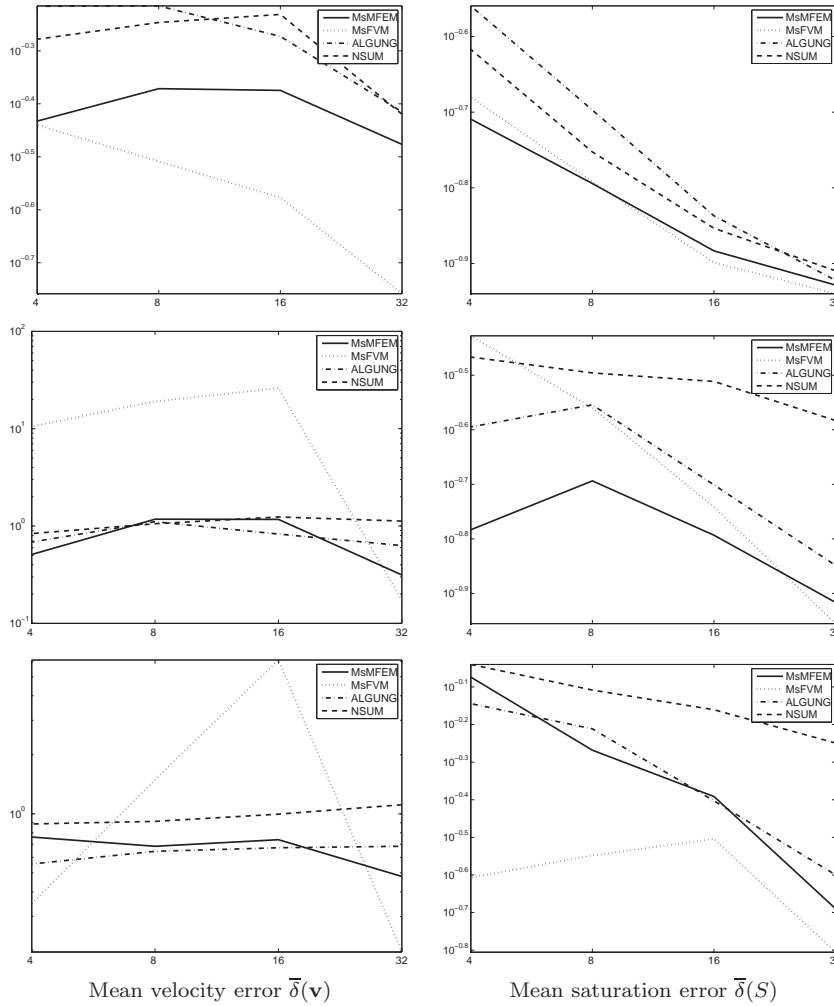 MsMFEM
MsFVM
ALGUNG
NSUM
10^−0.3
10^−0.4
10^−0.5
10^−0.6
10^−0.7
4 8 16 32
MsMFEM
MsFVM
ALGUNG
NSUM
10^−0.6
10^−0.7
10^−0.8
10^−0.9
4 8 16
MsMFEM
MsFVM
ALGUNG
NSUM
10^2
10^1
10^0
10^−1
4 8 16 32
MsMFEM
MsFVM
ALGUNG
NSUM
10^−0.5
10^−0.6
10^−0.7
10^−0.8
10^−0.9
4 8 16
MsMFEM
MsFVM
ALGUNG
NSUM
10^0
4 8 16 32
MsMFEM
MsFVM
ALGUNG
NSUM
10^−0.1
10^−0.2
10^−0.3
10^−0.4
10^−0.5
10^−0.6
10^−0.7
10^−0.8
4 8 16
Mean velocity error δ̅(v)
Mean saturation error δ̅(S)